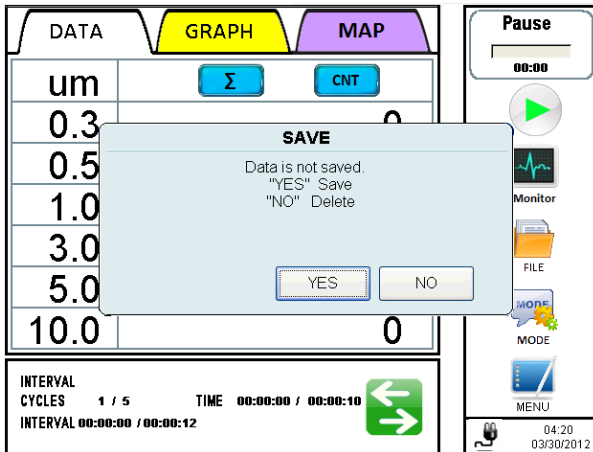 DATA GRAPH MAP
um Σ CNT
0.3 0
0.5
1.0
3.0
5.0
10.0 0
SAVE
Data is not saved.
"YES" Save
"NO" Delete
YES NO
INTERVAL
CYCLES 1 / 5 TIME 00:00:00 / 00:00:10
INTERVAL 00:00:00 / 00:00:12
Pause
00:00
Monitor
FILE
MODE
MODE
MENU
04:20
03/30/2012